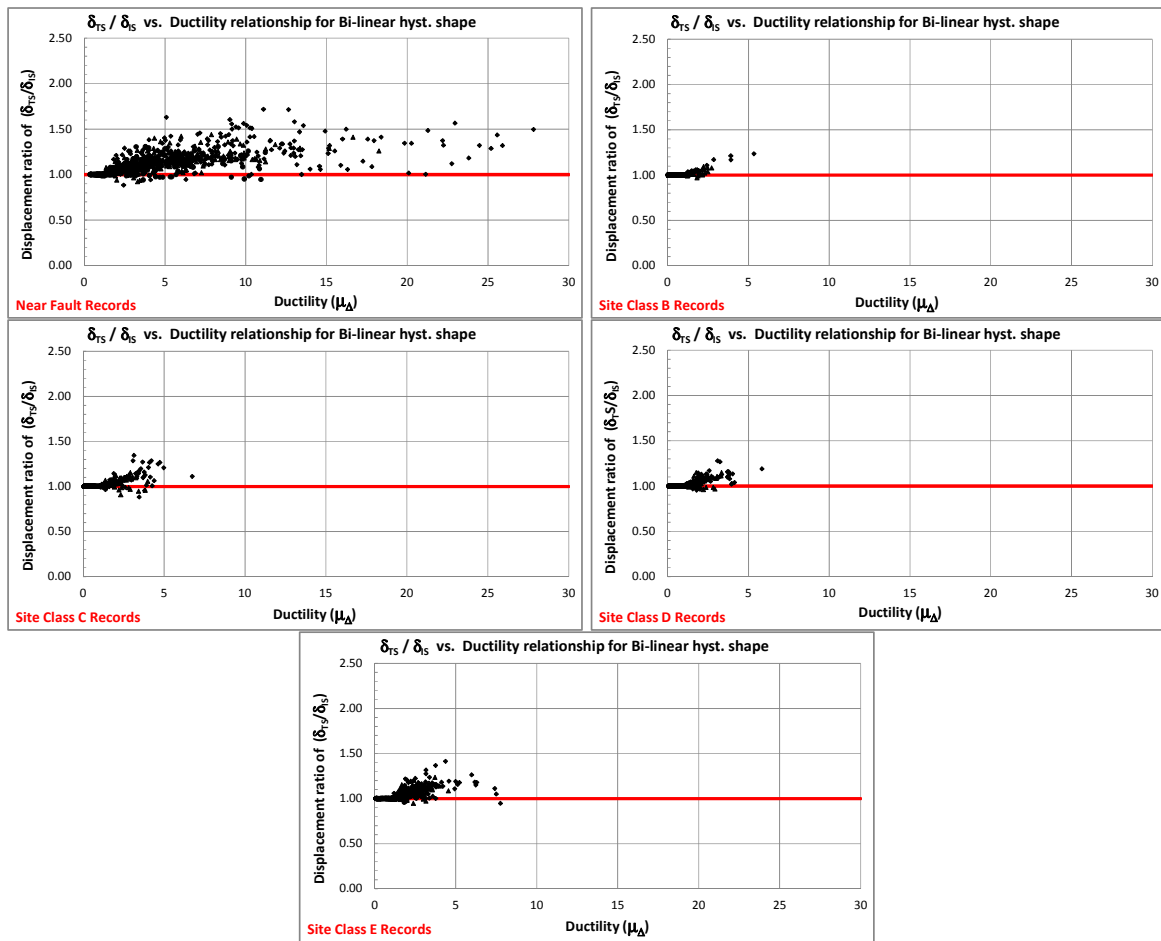 δTS / δIS vs. Ductility relationship for Bi-linear hyst. shape
2.50
2.00
1.50
1.00
0.50
0.00
0 5 10 15 20 25 30
Displacement ratio of (δTS/δIS)
Ductility (μΔ)
Near Fault Records
δTS / δIS vs. Ductility relationship for Bi-linear hyst. shape
2.50
2.00
1.50
1.00
0.50
0.00
0 5 10 15 20 25 30
Displacement ratio of (δTS/δIS)
Ductility (μΔ)
Site Class B Records
δTS / δIS vs. Ductility relationship for Bi-linear hyst. shape
2.50
2.00
1.50
1.00
0.50
0.00
0 5 10 15 20 25 30
Displacement ratio of (δTS/δIS)
Ductility (μΔ)
Site Class C Records
δTS / δIS vs. Ductility relationship for Bi-linear hyst. shape
2.50
2.00
1.50
1.00
0.50
0.00
0 5 10 15 20 25 30
Displacement ratio of (δTS/δIS)
Ductility (μΔ)
Site Class D Records
δTS / δIS vs. Ductility relationship for Bi-linear hyst. shape
2.50
2.00
1.50
1.00
0.50
0.00
0 5 10 15 20 25 30
Displacement ratio of (δTS/δIS)
Ductility (μΔ)
Site Class E Records